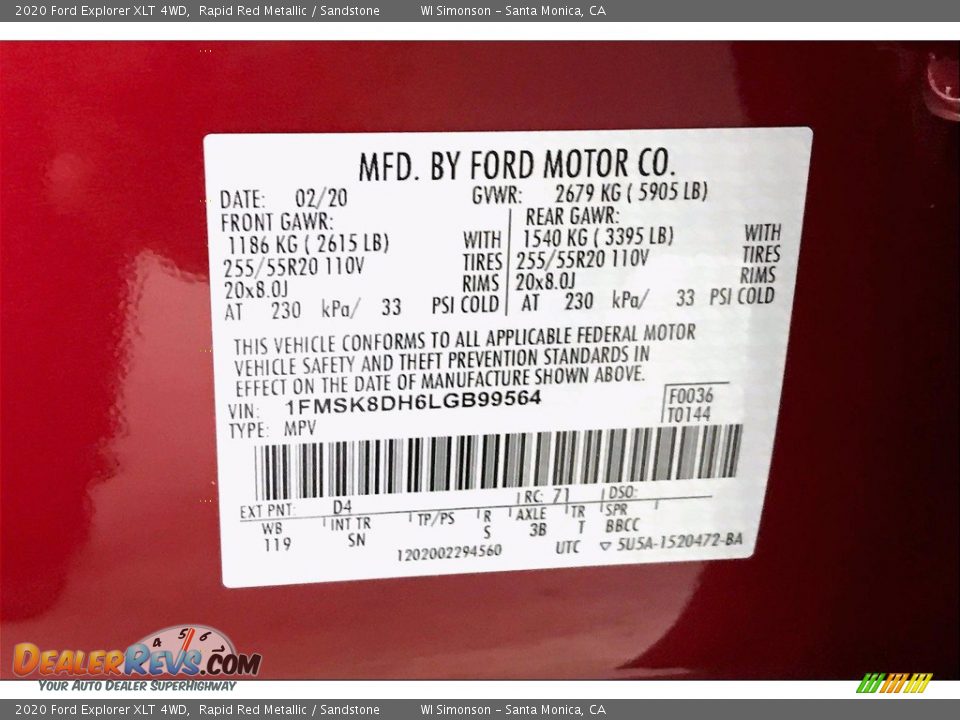 2020 Ford Explorer XLT 4WD,  Rapid Red Metallic / Sandstone    WI Simonson - Santa Monica, CA
MFD. BY FORD MOTOR CO.
DATE: 02/20    GVWR: 2679 KG ( 5905 LB)
FRONT GAWR:    REAR GAWR:
1186 KG ( 2615 LB)    WITH    1540 KG ( 3395 LB)    WITH
255/55R20 110V    TIRES    255/55R20 110V    TIRES
20x8.0J    RIMS    20x8.0J    RIMS
AT 230 kPa/ 33 PSI COLD    AT 230 kPa/ 33 PSI COLD
THIS VEHICLE CONFORMS TO ALL APPLICABLE FEDERAL MOTOR
VEHICLE SAFETY AND THEFT PREVENTION STANDARDS IN
EFFECT ON THE DATE OF MANUFACTURE SHOWN ABOVE.
VIN: 1FMSK8DH6LGB99564    F0036
TYPE: MPV    T0144
EXT PNT: D4    RC: 71    DSO:
WB    INT TR    TP/PS    R    AXLE    TR    SPR
119    SN    S    3B    T    BBCC
1202002294560    UTC    ▽ 5U5A-1520472-BA
4 5 6
DEALERREVS.COM
YOUR AUTO DEALER SUPERHIGHWAY
2020 Ford Explorer XLT 4WD,  Rapid Red Metallic / Sandstone    WI Simonson - Santa Monica, CA